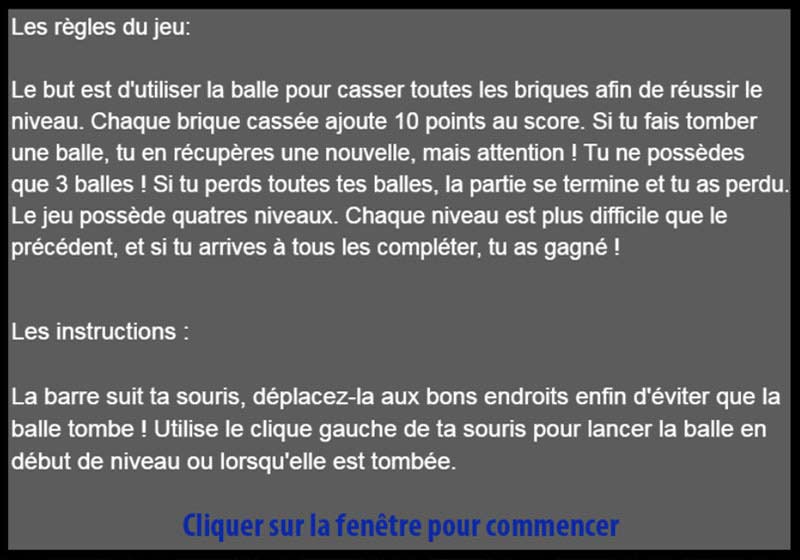 Les règles du jeu:
Le but est d'utiliser la balle pour casser toutes les briques afin de réussir le
niveau. Chaque brique cassée ajoute 10 points au score. Si tu fais tomber
une balle, tu en récupères une nouvelle, mais attention ! Tu ne possèdes
que 3 balles ! Si tu perds toutes tes balles, la partie se termine et tu as perdu.
Le jeu possède quatres niveaux. Chaque niveau est plus difficile que le
précédent, et si tu arrives à tous les compléter, tu as gagné !
Les instructions :
La barre suit ta souris, déplacez-la aux bons endroits enfin d'éviter que la
balle tombe ! Utilise le clique gauche de ta souris pour lancer la balle en
début de niveau ou lorsqu'elle est tombée.
Cliquer sur la fenêtre pour commencer